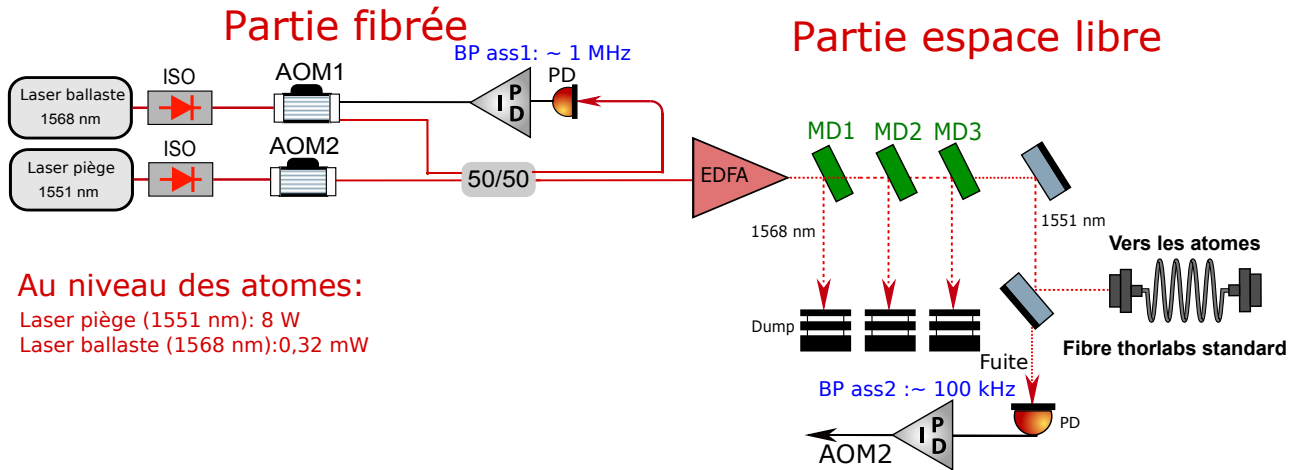 Partie fibrée
Partie espace libre
BP ass1: ~ 1 MHz
ISO
AOM1
PD
Laser ballaste
1568 nm
P
I
D
MD1
MD2
MD3
ISO
AOM2
Laser piège
1551 nm
50/50
EDFA
1568 nm
1551 nm
Vers les atomes
Au niveau des atomes:
Laser piège (1551 nm): 8 W
Laser ballaste (1568 nm):0,32 mW
Dump
Fibre thorlabs standard
Fuite
BP ass2 :~ 100 kHz
P
I
D
PD
AOM2